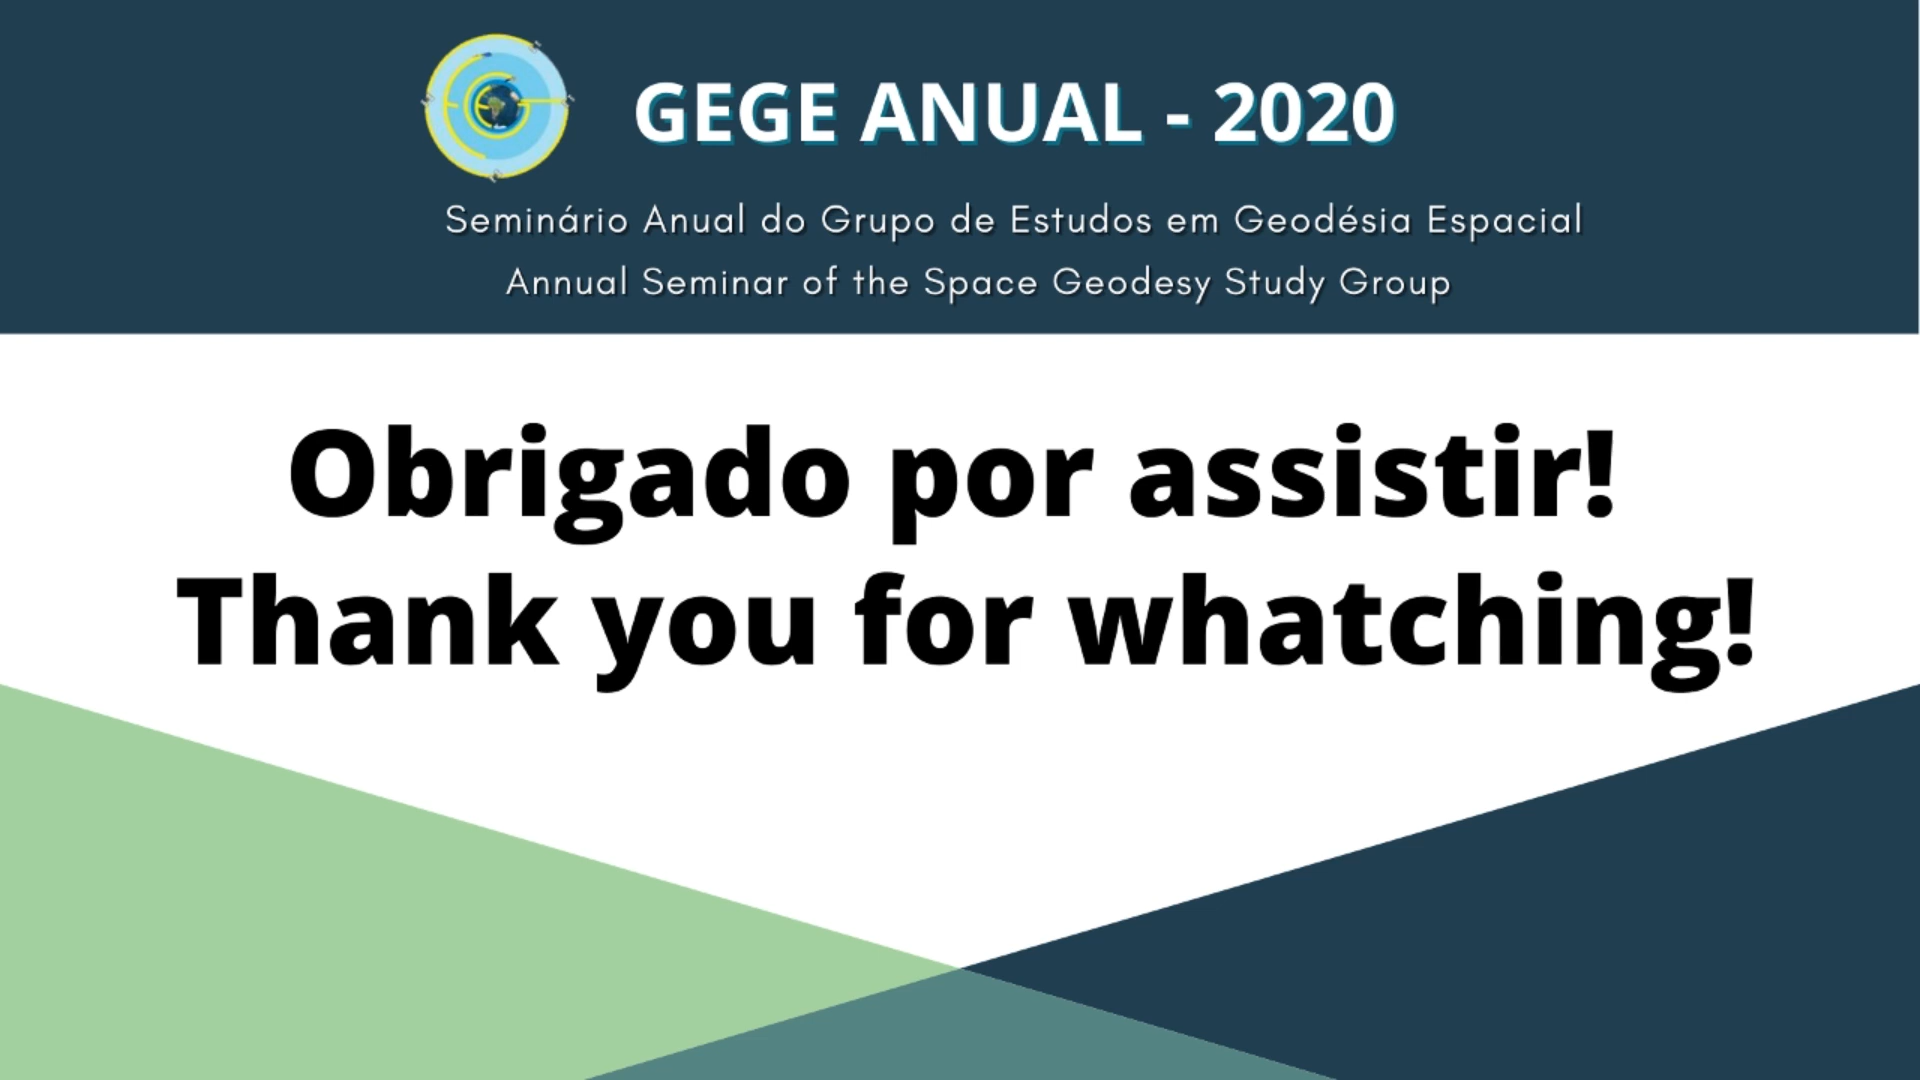 GEGE ANUAL - 2020
Seminário Anual do Grupo de Estudos em Geodésia Espacial
Annual Seminar of the Space Geodesy Study Group
Obrigado por assistir!
Thank you for whatching!